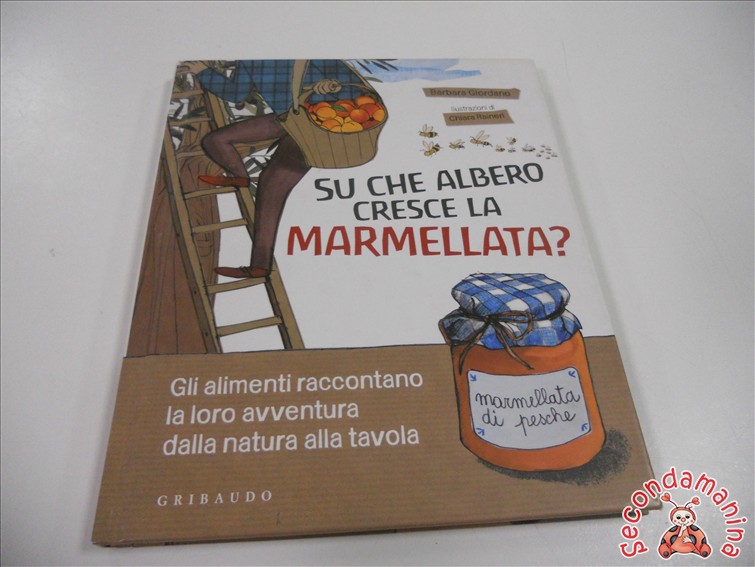 Barbara Giordano
illustrazioni di
Chiara Raineri
SU CHE ALBERO
CRESCE LA
MARMELLATA?
marmellata
di pesche
Gli alimenti raccontano
la loro avventura
dalla natura alla tavola
GRIBAUDO
Secondamanina